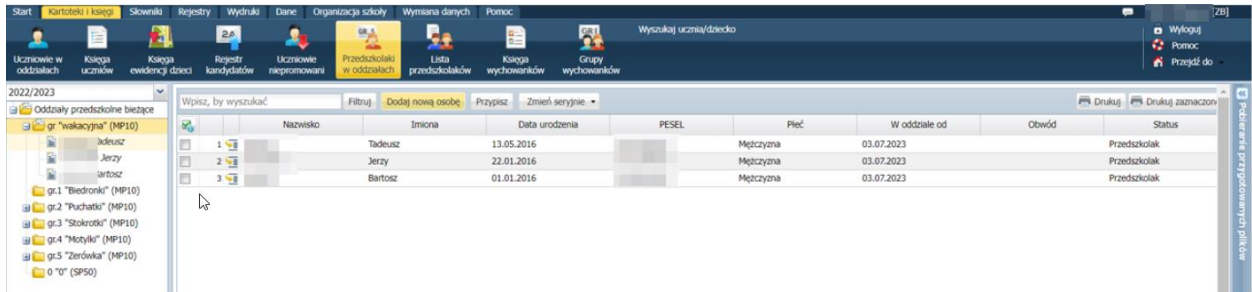 Start Kartoteki i księgi Słowniki Rejestry Wydruki Dane Organizacja szkoły Wymiana danych Pomoc [ZB]
Uczniowie w oddziałach Księga uczniów Księga ewidencji dzieci Rejestr kandydatów Uczniowie niepromowani Przedszkolaki w oddziałach Lista przedszkolaków Księga wychowanków Grupy wychowanków
Wyszukaj ucznia/dziecko
Wyloguj
Pomoc
Przejdź do
2022/2023
Oddziały przedszkolne bieżące
gr "wakacyjna" (MP10)
Jerzy
gr.1 "Biedronki" (MP10)
gr.2 "Puchatki" (MP10)
gr.3 "Stokrotki" (MP10)
gr.4 "Motylki" (MP10)
gr.5 "Zerówka" (MP10)
0 "0" (SP50)
Wpisz, by wyszukać Filtruj Dodaj nową osobę Przypisz Zmień seryjnie Drukuj Drukuj zaznaczon
Nazwisko Imiona Data urodzenia PESEL Płeć W oddziale od Obwód Status
1 Tadeusz 13.05.2016 Mężczyzna 03.07.2023 Przedszkolak
2 Jerzy 22.01.2016 Mężczyzna 03.07.2023 Przedszkolak
3 Bartosz 01.01.2016 Mężczyzna 03.07.2023 Przedszkolak
Pobieranie przygotowanych plików